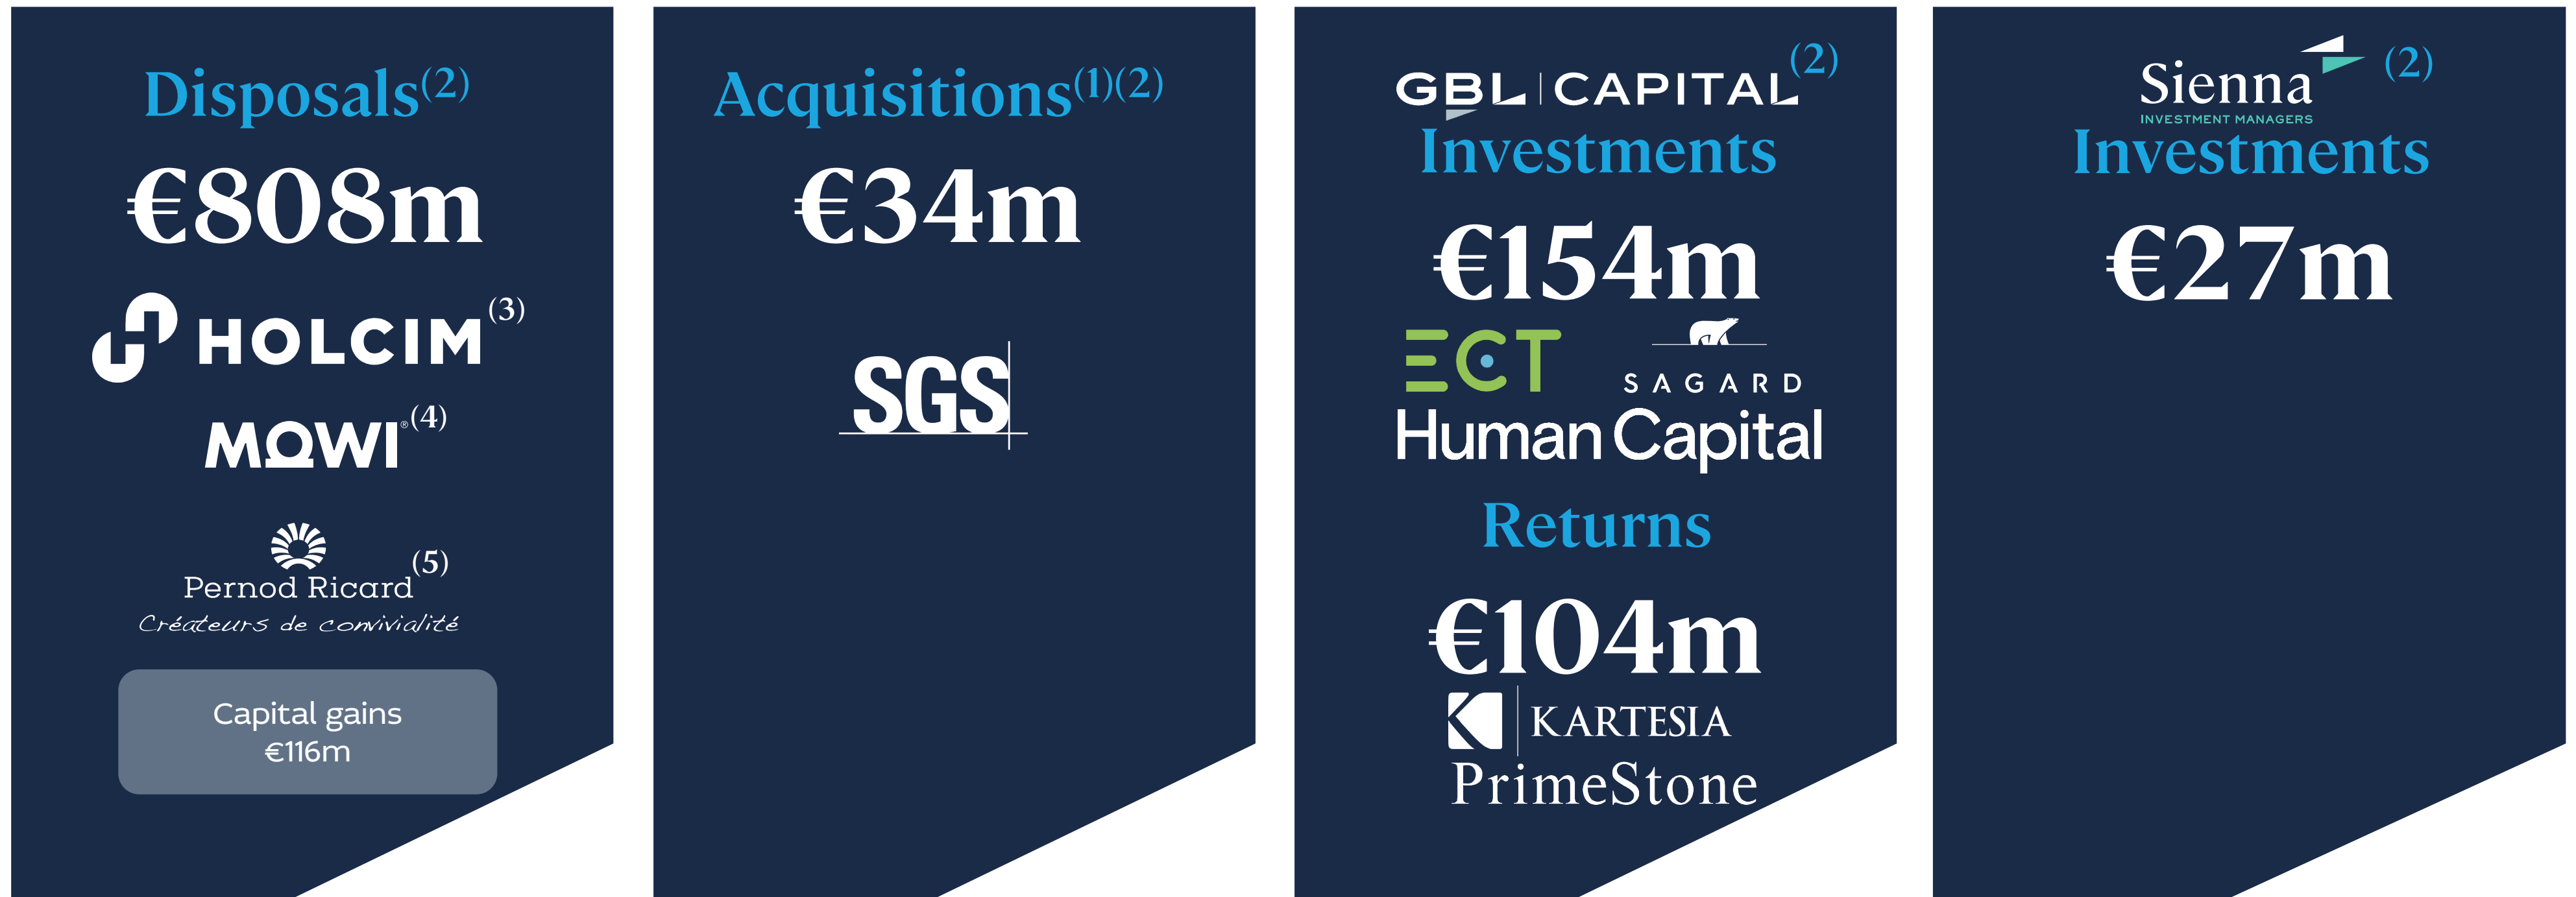 Disposals(2)
€808m
HOLCIM(3)
MOWI®(4)
Pernod Ricard(5)
Créateurs de convivialité
Capital gains
€116m
Acquisitions(1)(2)
€34m
SGS
GBL CAPITAL(2)
Investments
€154m
ECT
SAGARD
Human Capital
Returns
€104m
KARTESIA
PrimeStone
Sienna(2)
INVESTMENT MANAGERS
Investments
€27m